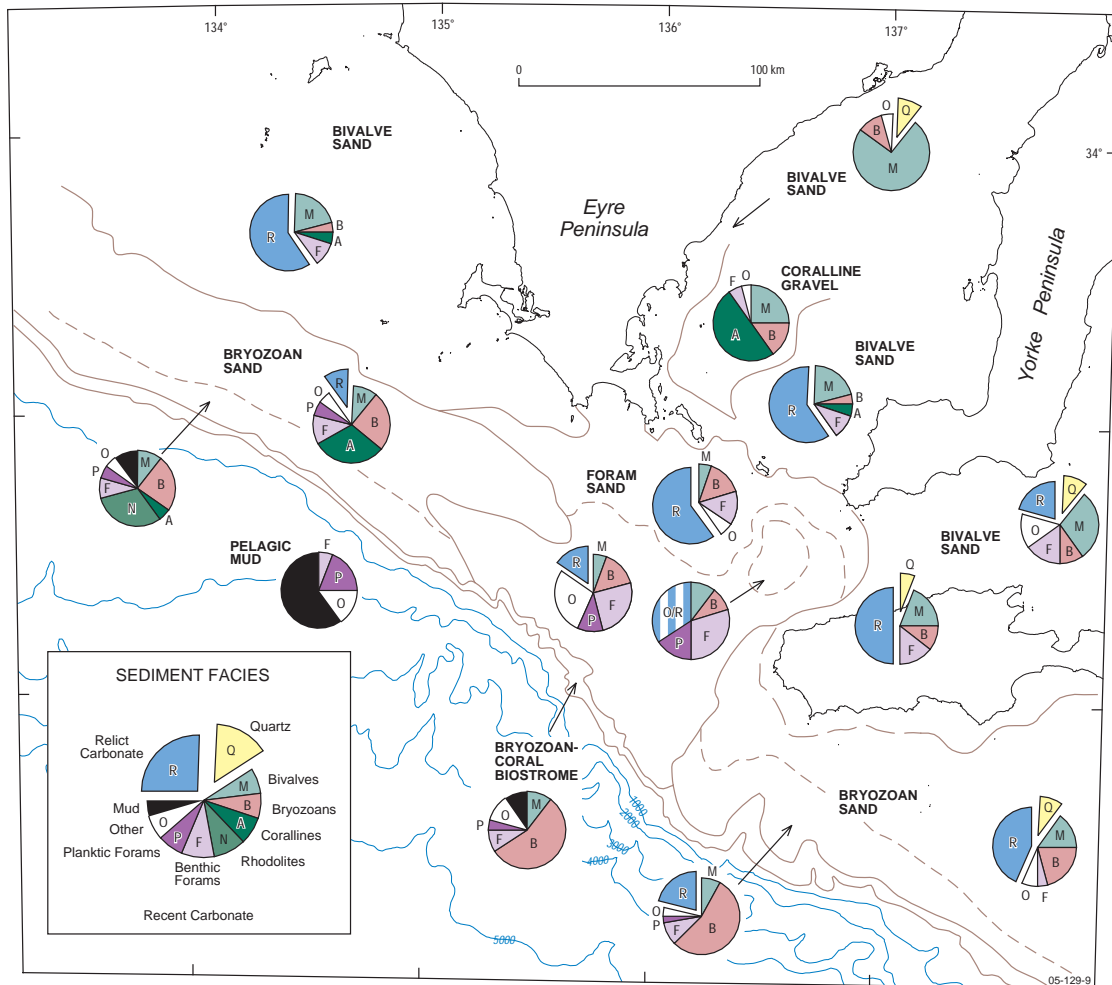 134°
135°
136°
137°
0
100 km
34°
BIVALVE
SAND
O
Q
B
M
R
M
B
A
F
Eyre
Peninsula
BIVALVE
SAND
Yorke Peninsula
CORALLINE
GRAVEL
F
O
M
A
B
BIVALVE
SAND
R
M
B
A
F
BRYOZOAN
SAND
R
O
M
P
B
F
A
O
P
M
F
B
N
A
FORAM
SAND
M
B
R
F
O
Q
R
M
O
F
B
BIVALVE
SAND
PELAGIC
MUD
F
P
O
R
M
B
O
F
P
O/R
B
F
P
Q
M
R
B
F
SEDIMENT FACIES
Quartz
Relict
Carbonate
Q
R
Bivalves
M
Mud
B
Bryozoans
Other
O
A
Corallines
Planktic Forams
P
F
N
Rhodolites
Benthic
Forams
Recent Carbonate
BRYOZOAN-
CORAL
BIOSTROME
O
M
P
F
B
1000
2000
3000
4000
5000
BRYOZOAN
SAND
Q
R
M
B
O
F
M
R
O
P
F
B
05-129-9